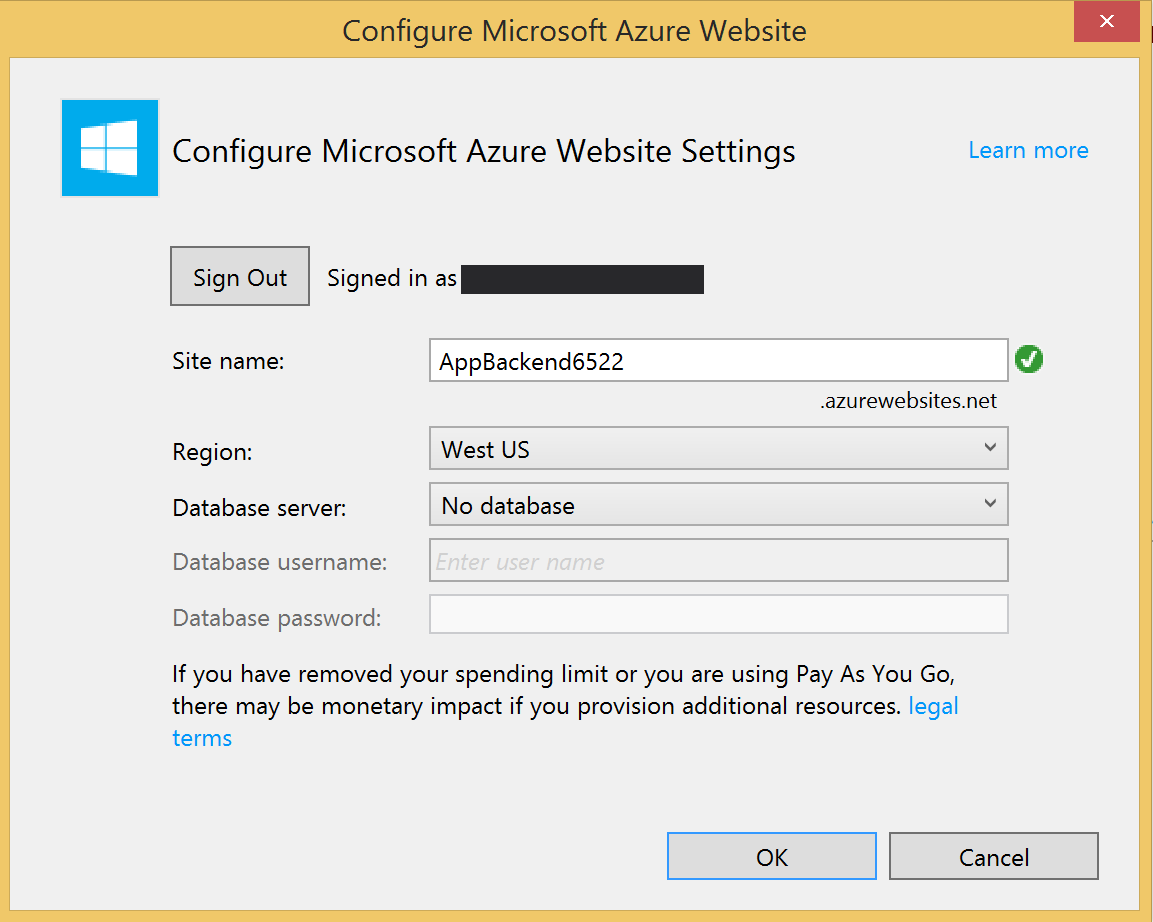 Configure Microsoft Azure Website
Configure Microsoft Azure Website Settings
Learn more
Sign Out
Signed in as
Site name:
AppBackend6522
.azurewebsites.net
Region:
West US
Database server:
No database
Database username:
Enter user name
Database password:
If you have removed your spending limit or you are using Pay As You Go,
there may be monetary impact if you provision additional resources. legal
terms
OK
Cancel